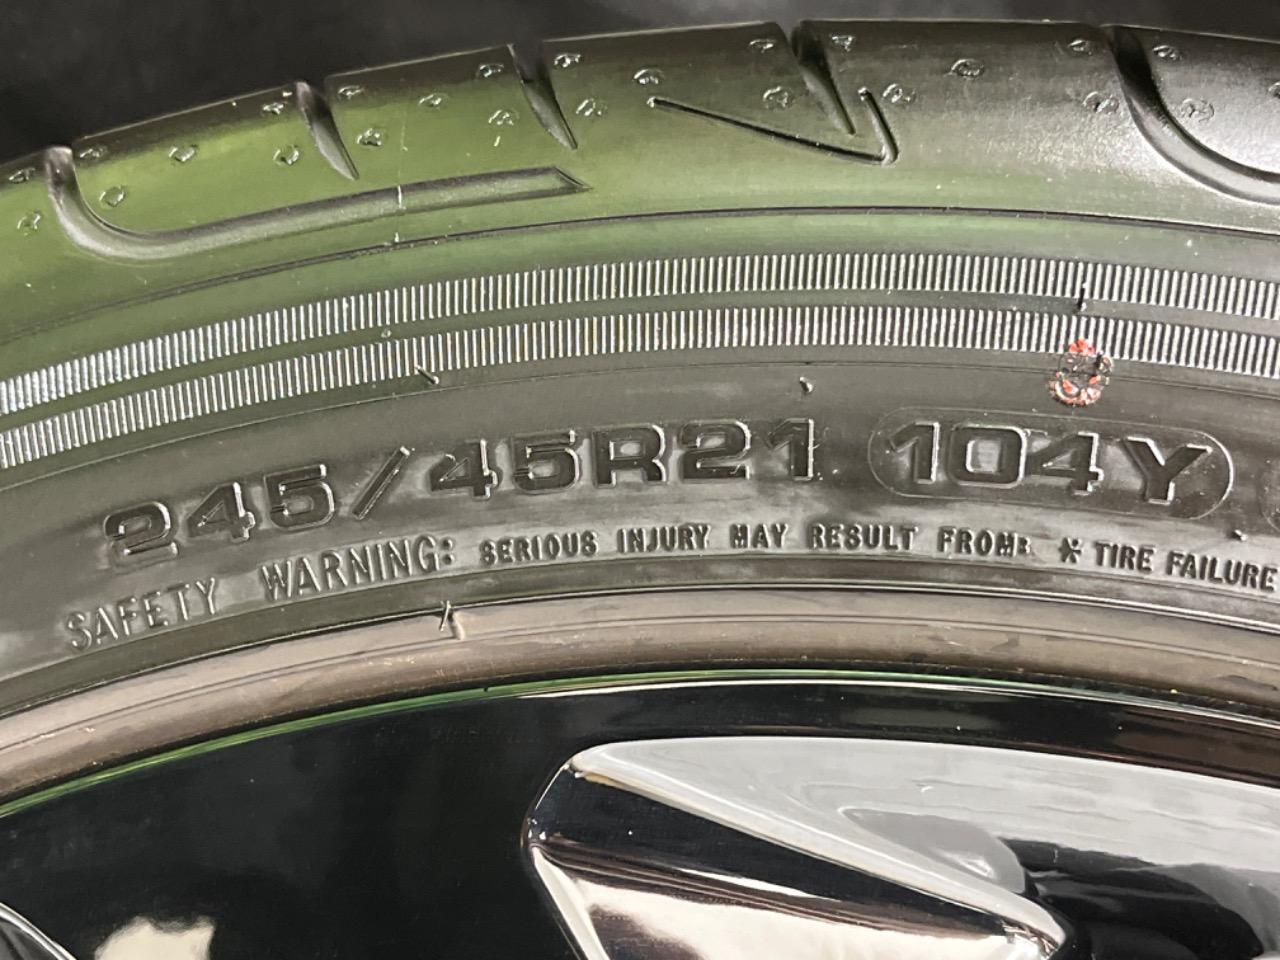 245/45R21 104Y
SAFETY WARNING: SERIOUS INJURY MAY RESULT FROM: * TIRE FAILURE